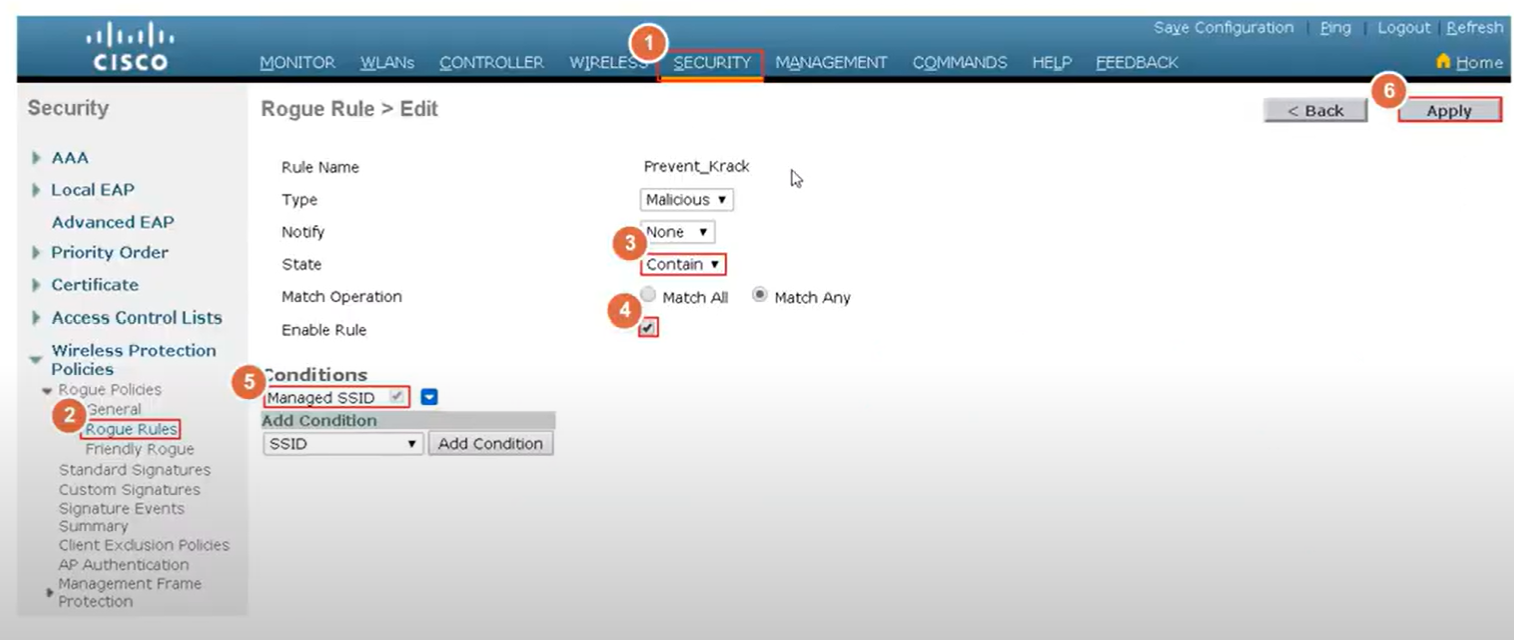 Save Configuration | Ping | Logout | Refresh
CISCO
MONITOR WLANs CONTROLLER WIRELESS 1 SECURITY MANAGEMENT COMMANDS HELP FEEDBACK Home
Security
Rogue Rule > Edit
< Back 6 Apply
AAA
Local EAP
Advanced EAP
Priority Order
Certificate
Access Control Lists
Wireless Protection
Policies
Rogue Policies
General
2 Rogue Rules
Friendly Rogue
Standard Signatures
Custom Signatures
Signature Events
Summary
Client Exclusion Policies
AP Authentication
Management Frame
Protection
Rule Name Prevent_Krack
Type Malicious
Notify None
State 3 Contain
Match Operation Match All Match Any
Enable Rule 4
Conditions
5 Managed SSID
Add Condition
SSID Add Condition